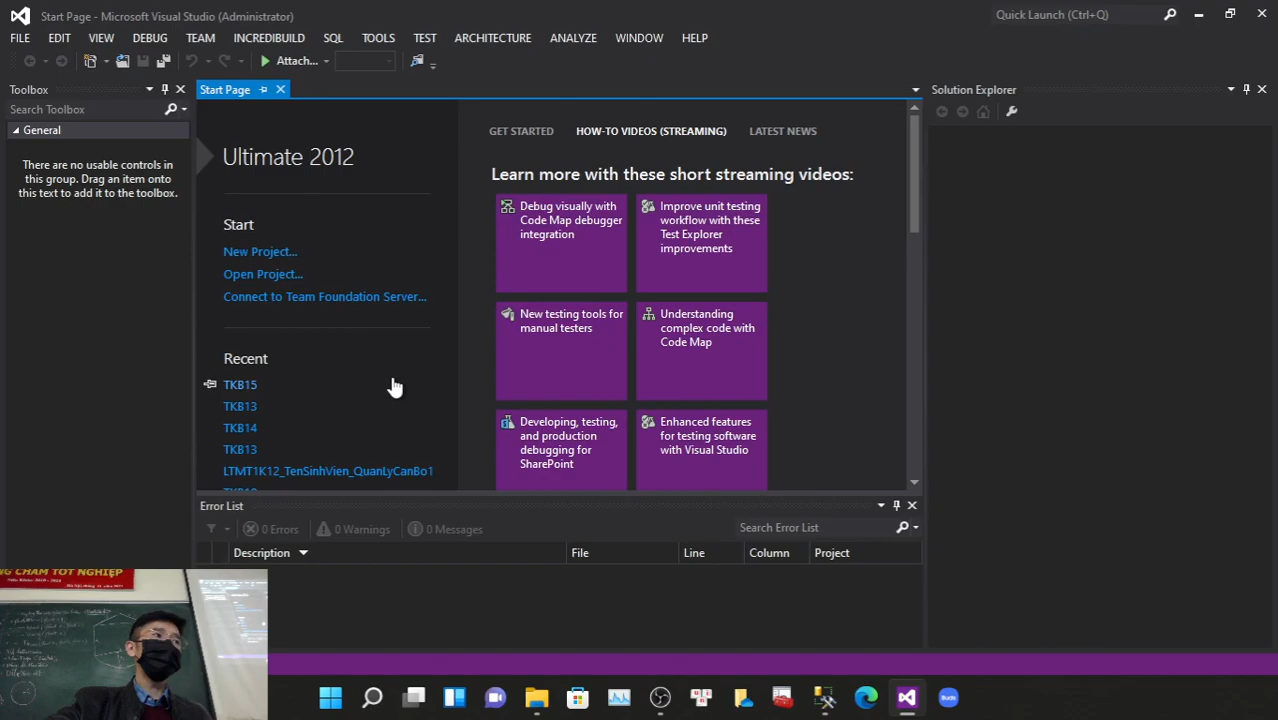 Start Page - Microsoft Visual Studio (Administrator)
Quick Launch (Ctrl+Q)
FILE EDIT VIEW DEBUG TEAM INCREDIBUILD SQL TOOLS TEST ARCHITECTURE ANALYZE WINDOW HELP
Attach...
Toolbox
Search Toolbox
General
There are no usable controls in
this group. Drag an item onto
this text to add it to the toolbox.
Start Page
Ultimate 2012
Start
New Project...
Open Project...
Connect to Team Foundation Server...
Recent
TKB15
TKB13
TKB14
TKB13
LTMT1K12_TenSinhVien_QuanLyCanBo1
GET STARTED HOW-TO VIDEOS (STREAMING) LATEST NEWS
Learn more with these short streaming videos:
Debug visually with
Code Map debugger
integration
Improve unit testing
workflow with these
Test Explorer
improvements
New testing tools for
manual testers
Understanding
complex code with
Code Map
Developing, testing,
and production
debugging for
SharePoint
Enhanced features
for testing software
with Visual Studio
Solution Explorer
Error List
0 Errors 0 Warnings 0 Messages
Search Error List
Description File Line Column Project
NG CHẤM TỐT NGHIỆP